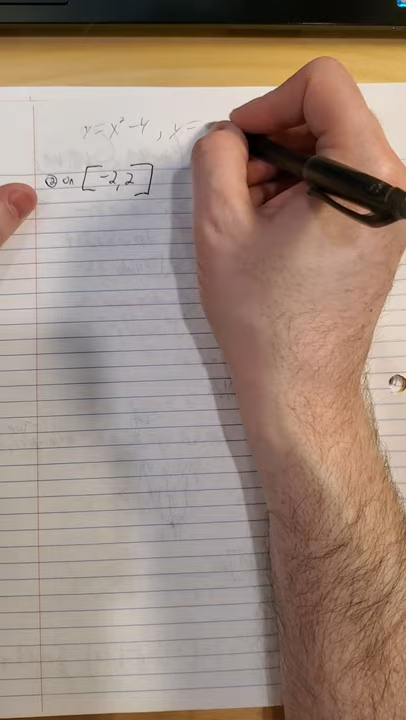 y = x² - 4, x =
② on [-2, 2]